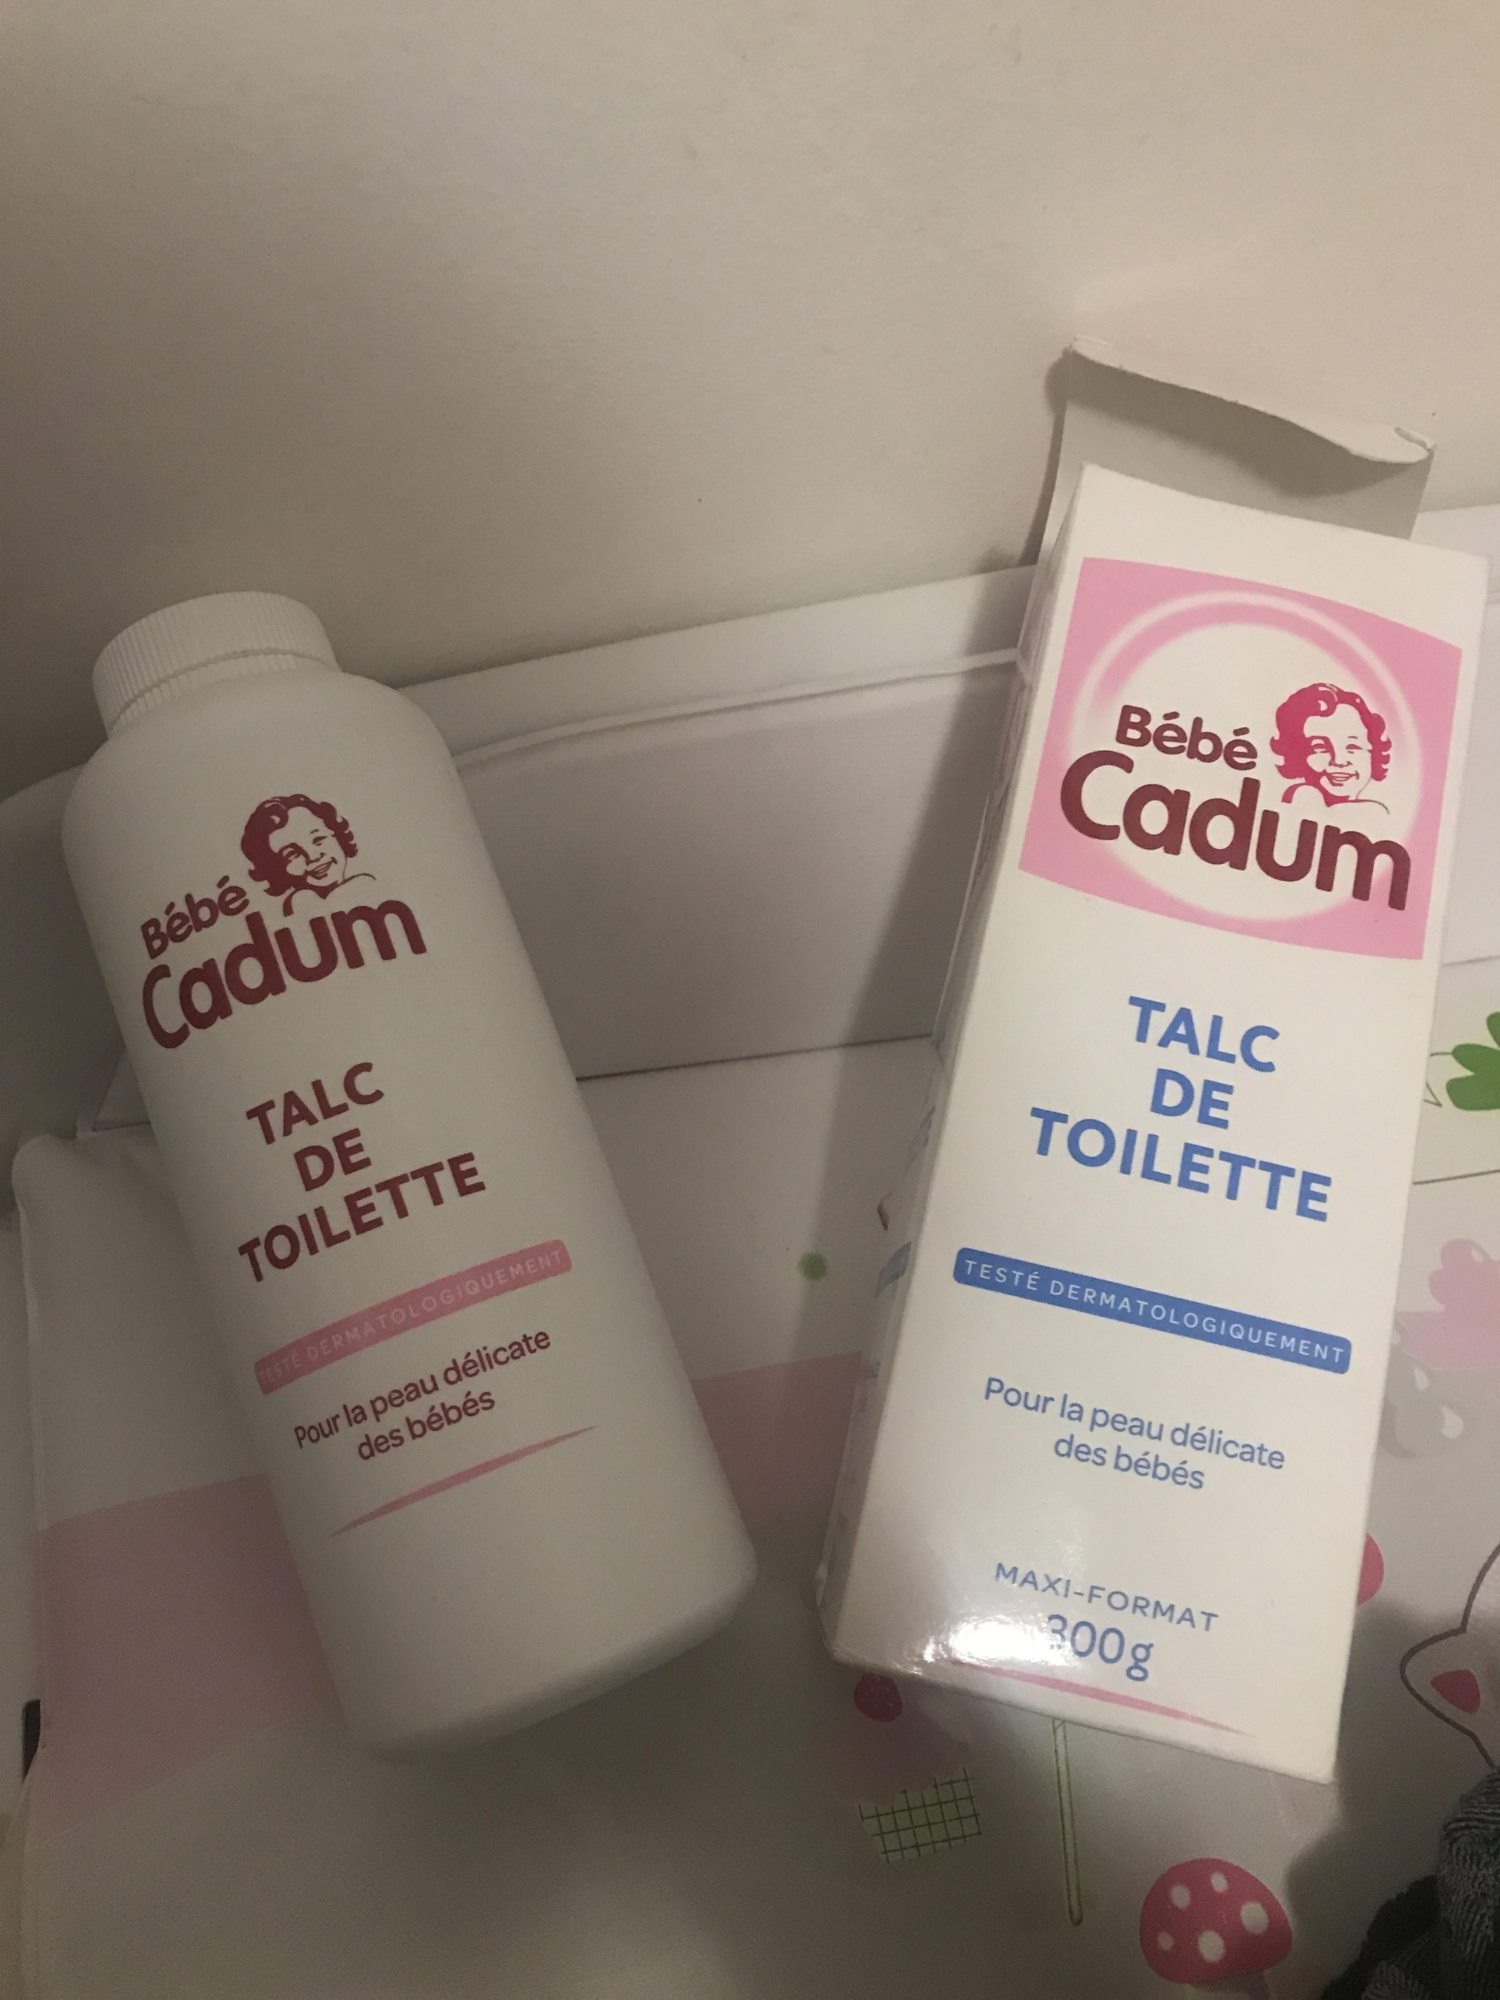 Bébé
Cadum
TALC
DE
TOILETTE
TESTÉ DERMATOLOGIQUEMENT
Pour la peau délicate
des bébés
Bébé
Cadum
TALC
DE
TOILETTE
TESTÉ DERMATOLOGIQUEMENT
Pour la peau délicate
des bébés
MAXI-FORMAT
300g